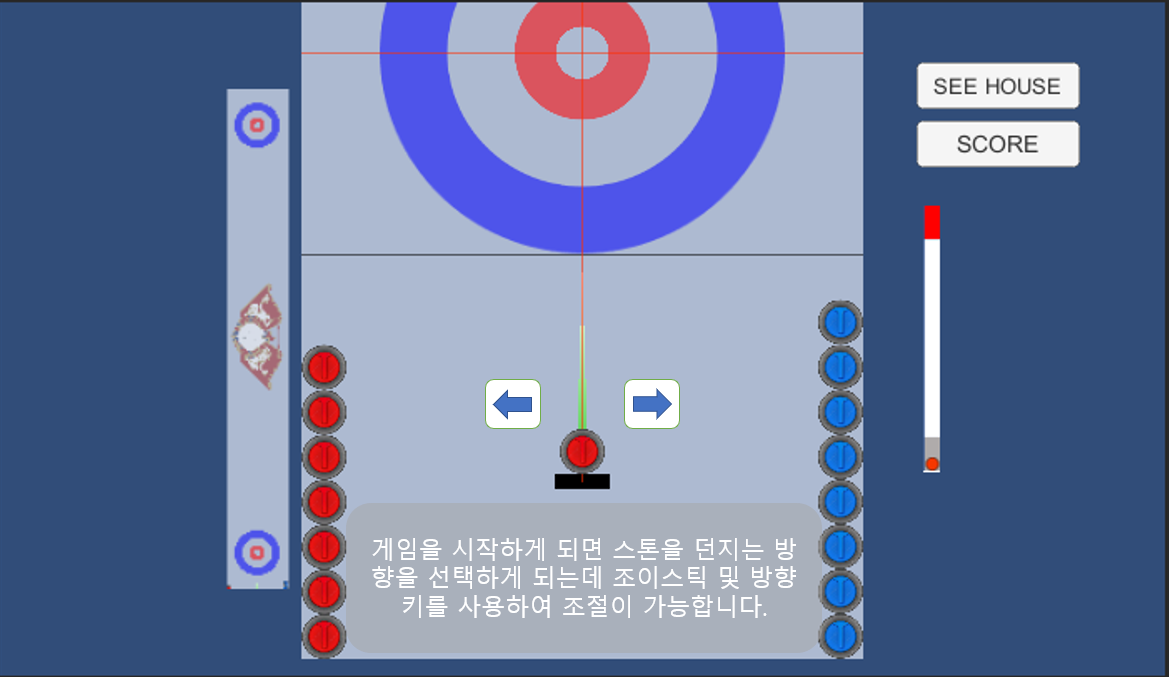 SEE HOUSE
SCORE
게임을 시작하게 되면 스톤을 던지는 방
향을 선택하게 되는데 조이스틱 및 방향
키를 사용하여 조절이 가능합니다.